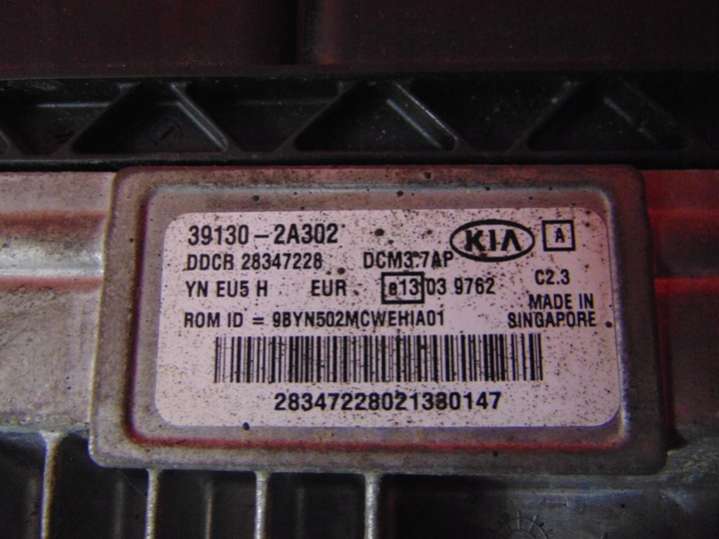 39130-2A302 KIA A
DDCR 28347228 DCM3.7AP
YN EU5 H EUR e13 03 9762 C2.3
MADE IN
ROM ID = 9BYN502MCWEHIA01 SINGAPORE
28347228021380147